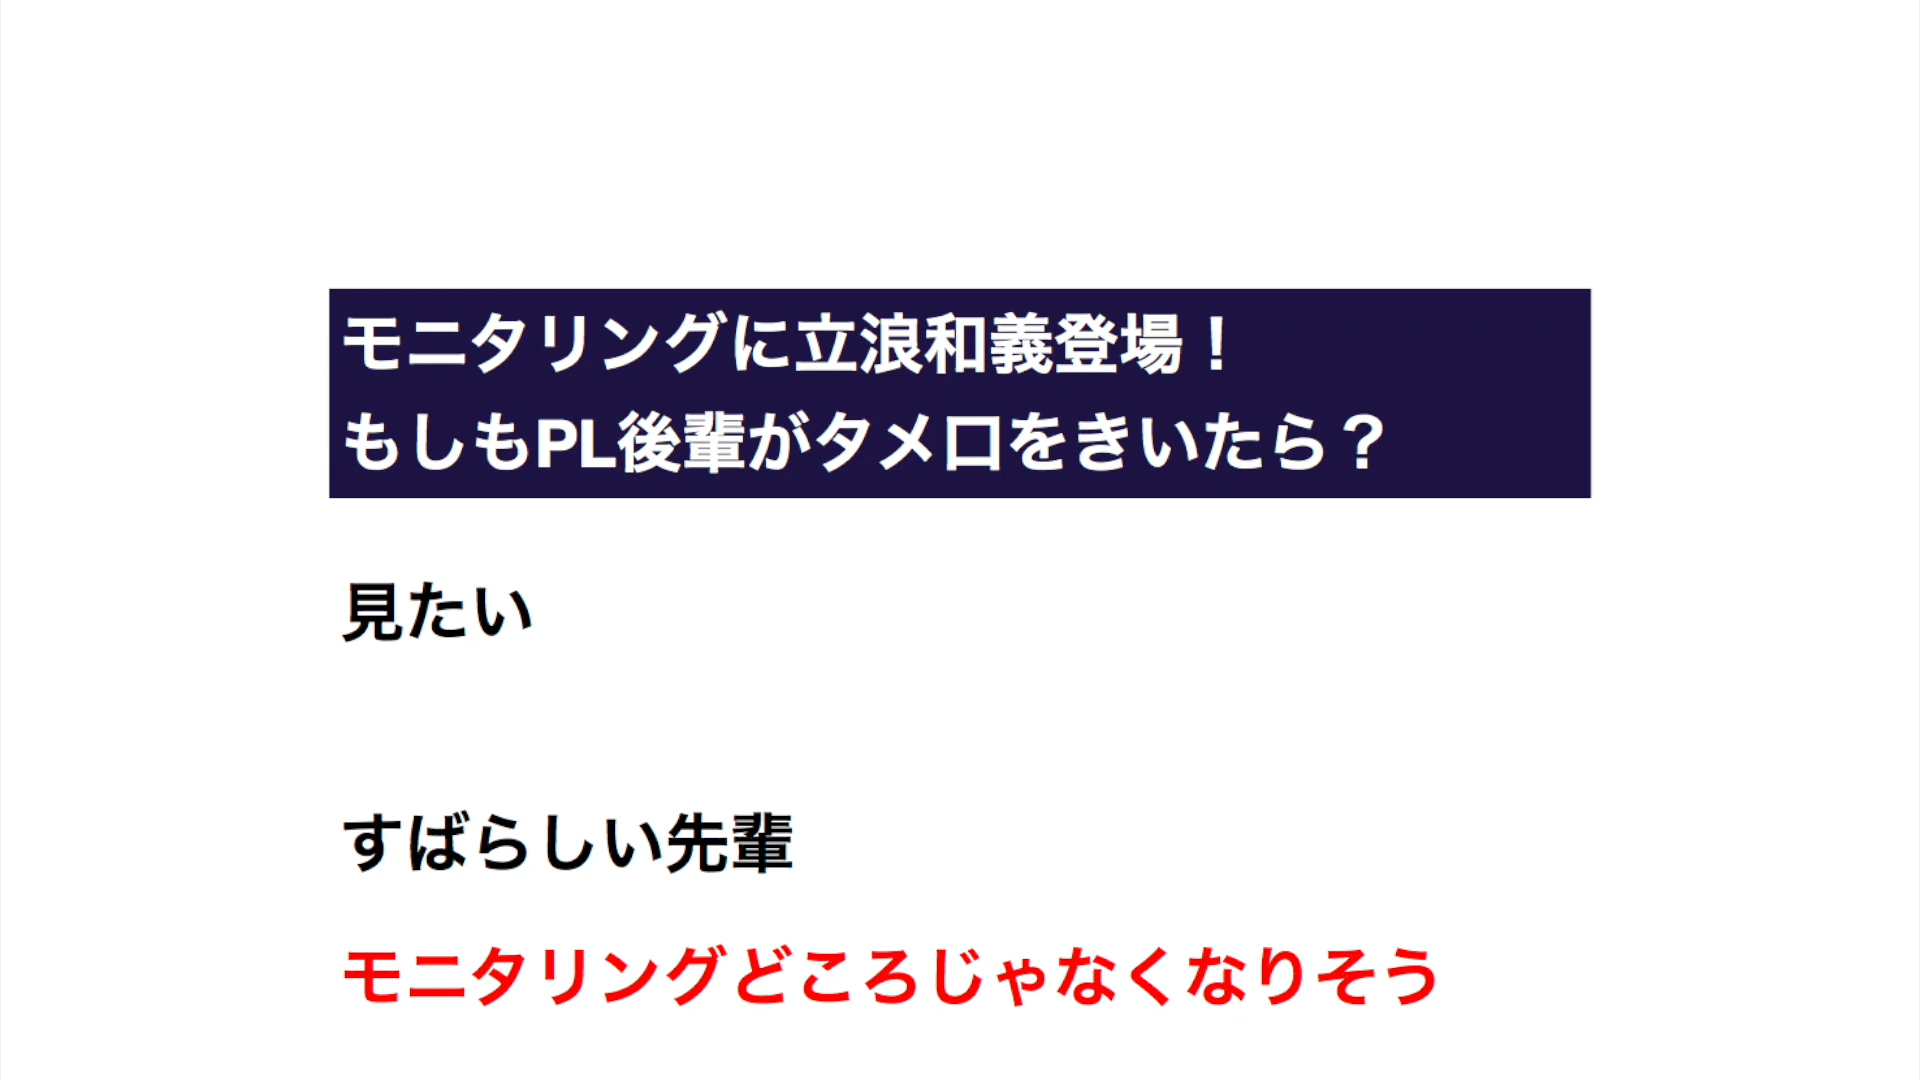 モニタリングに立浪和義登場！
もしもPL後輩がタメ口をきいたら？
見たい
すばらしい先輩
モニタリングどころじゃなくなりそう